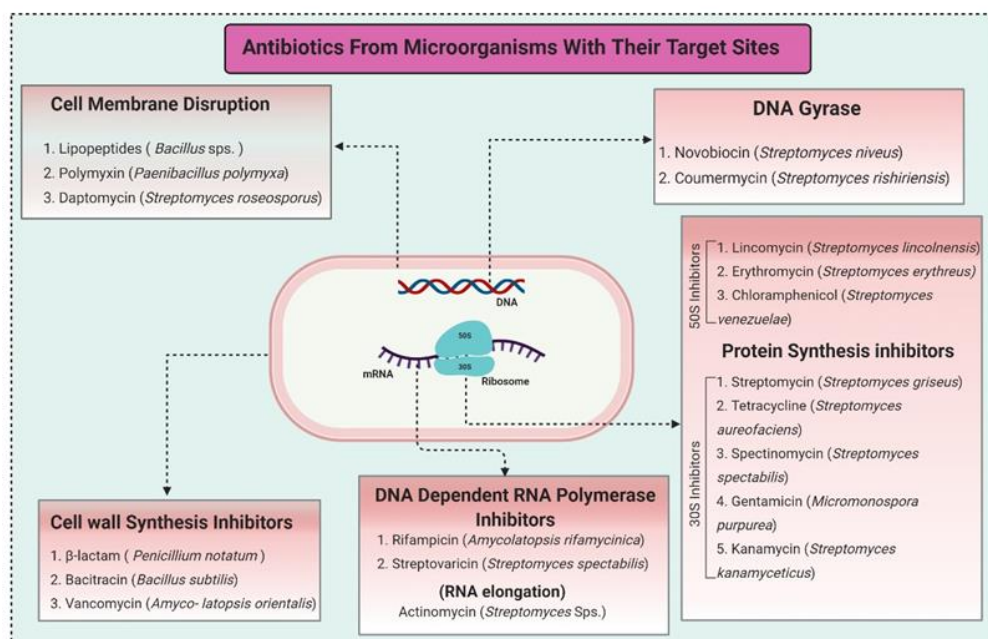 Antibiotics From Microorganisms With Their Target Sites
Cell Membrane Disruption
1. Lipopeptides ( Bacillus sps. )
2. Polymyxin (Paenibacillus polymyxa)
3. Daptomycin (Streptomyces roseosporus)
DNA Gyrase
1. Novobiocin (Streptomyces niveus)
2. Coumermycin (Streptomyces rishiriensis)
50S Inhibitors
1. Lincomycin (Streptomyces lincolnensis)
2. Erythromycin (Streptomyces erythreus)
3. Chloramphenicol (Streptomyces
venezuelae)
Protein Synthesis inhibitors
30S Inhibitors
1. Streptomycin (Streptomyces griseus)
2. Tetracycline (Streptomyces
aureofaciens)
3. Spectinomycin (Streptomyces
spectabilis)
4. Gentamicin (Micromonospora
purpurea)
5. Kanamycin (Streptomyces
kanamyceticus)
DNA
50S
30S
mRNA
Ribosome
Cell wall Synthesis Inhibitors
1. β-lactam ( Penicillium notatum )
2. Bacitracin (Bacillus subtilis)
3. Vancomycin (Amyco- latopsis orientalis)
DNA Dependent RNA Polymerase
Inhibitors
1. Rifampicin (Amycolatopsis rifamycinica)
2. Streptovaricin (Streptomyces spectabilis)
(RNA elongation)
Actinomycin (Streptomyces Sps.)